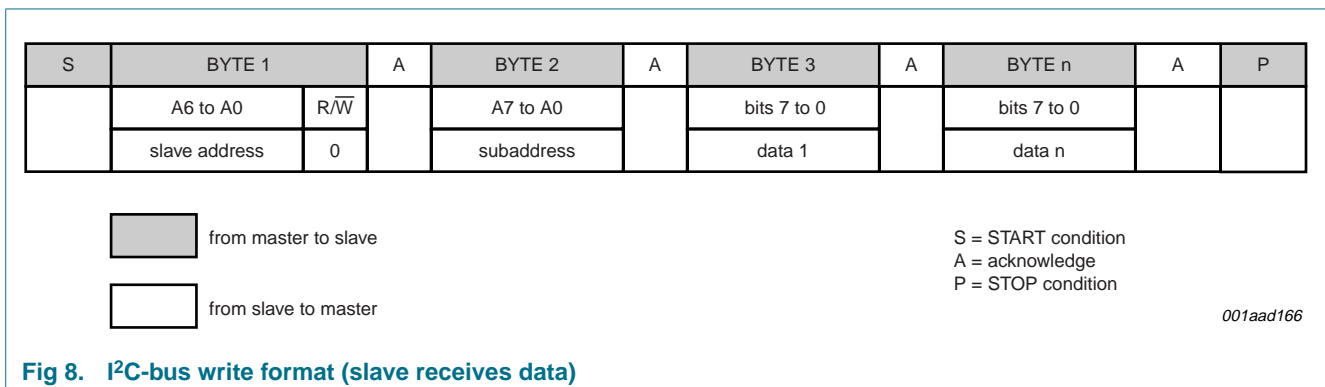 S BYTE 1 A BYTE 2 A BYTE 3 A BYTE n A P
A6 to A0 R/W̅ A7 to A0 bits 7 to 0 bits 7 to 0
slave address 0 subaddress data 1 data n
from master to slave
from slave to master
S = START condition
A = acknowledge
P = STOP condition
001aad166
Fig 8. I²C-bus write format (slave receives data)